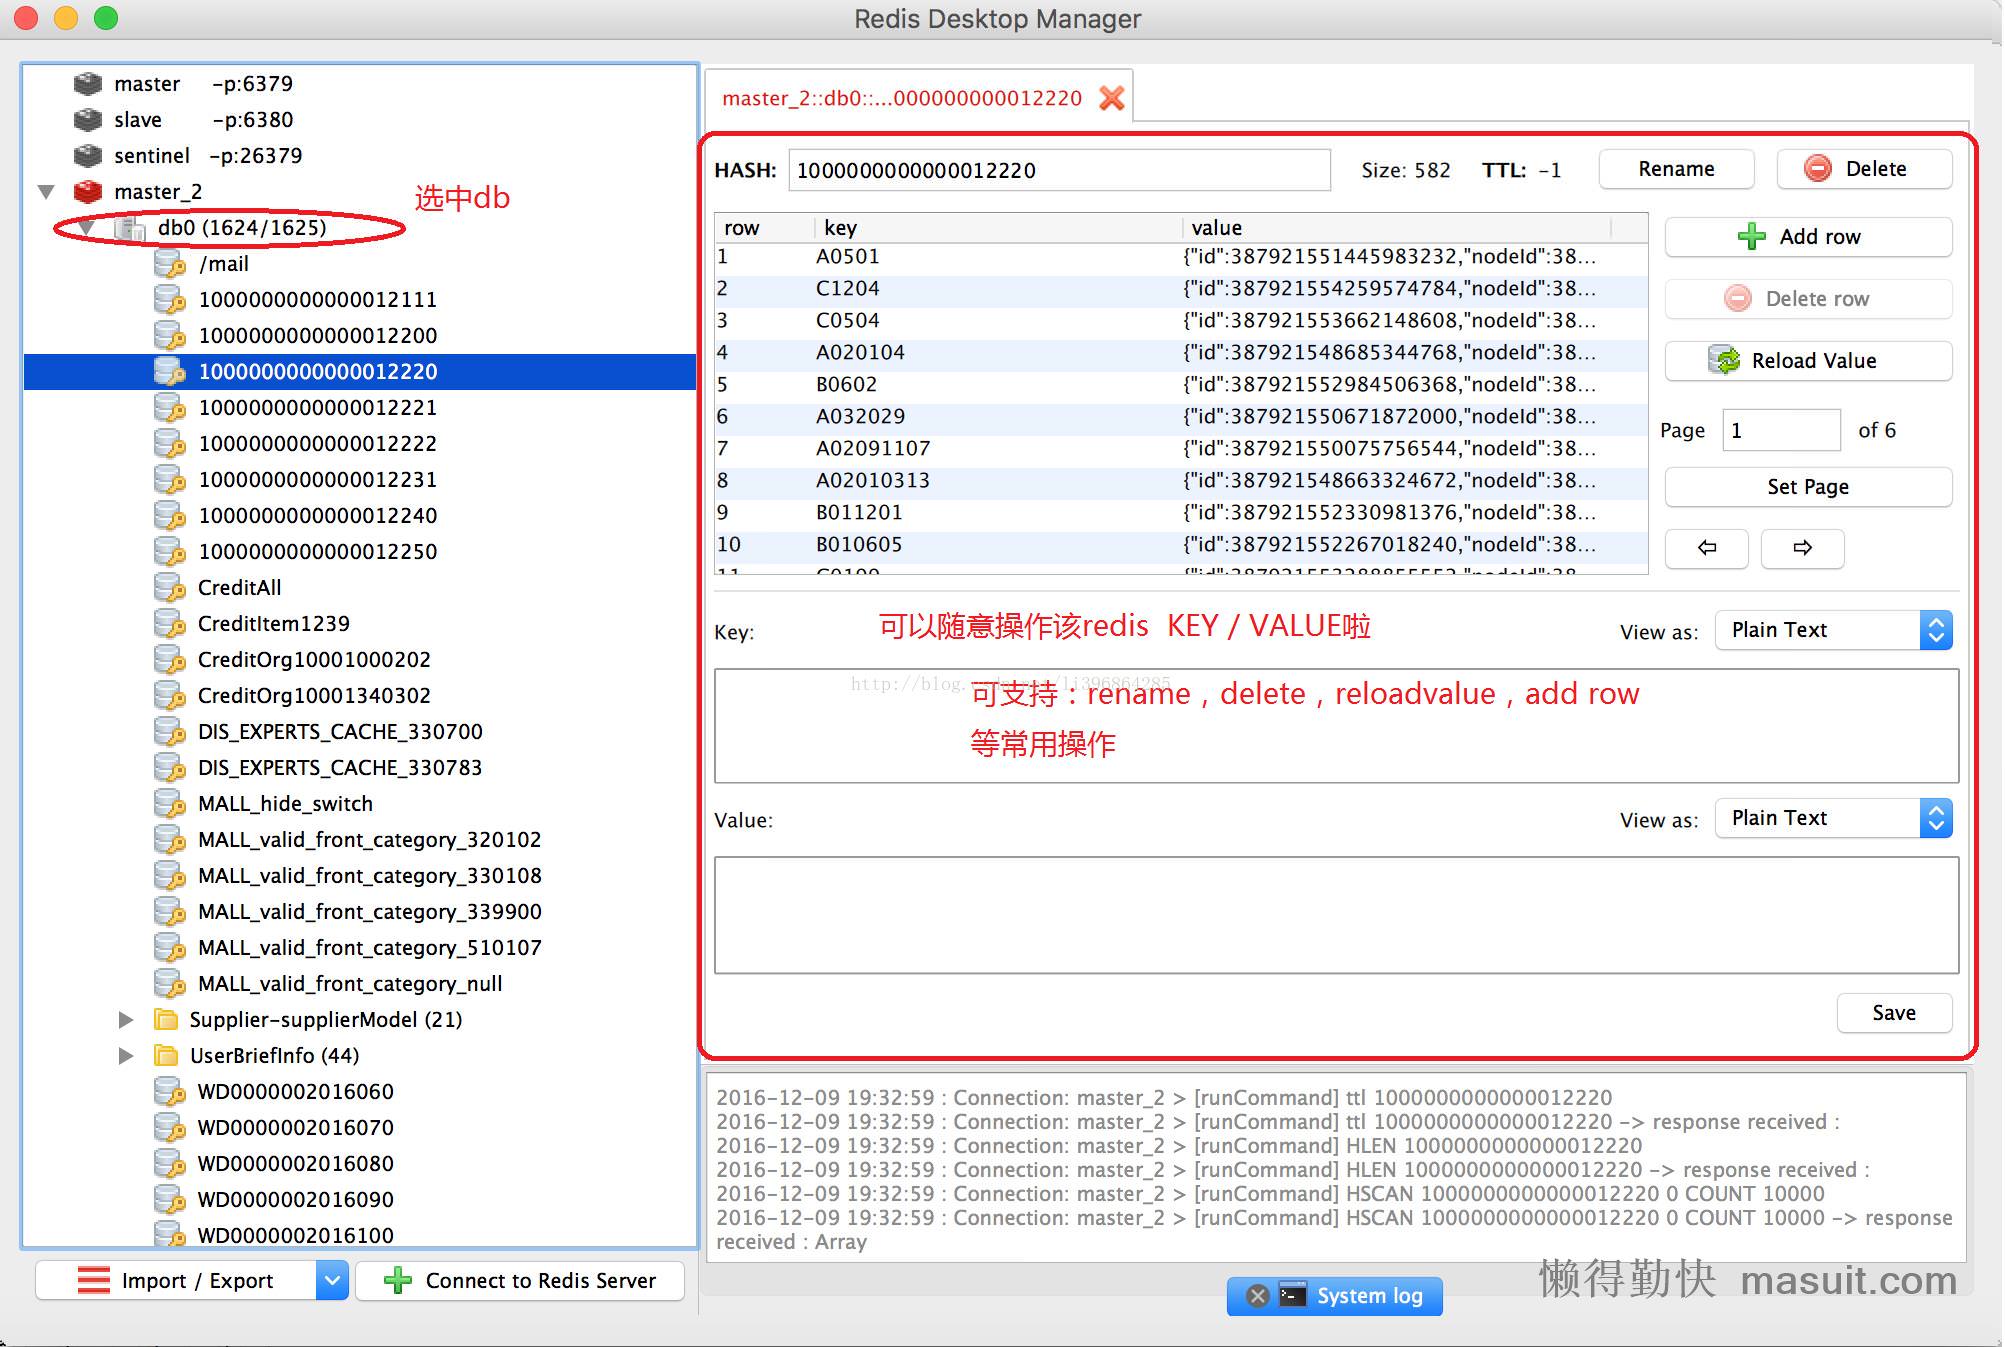 Redis Desktop Manager
master -p:6379
slave -p:6380
sentinel -p:26379
master_2
选中db
db0 (1624/1625)
/mail
1000000000000012111
1000000000000012200
1000000000000012220
1000000000000012221
1000000000000012222
1000000000000012231
1000000000000012240
1000000000000012250
CreditAll
CreditItem1239
CreditOrg10001000202
CreditOrg10001340302
DIS_EXPERTS_CACHE_330700
DIS_EXPERTS_CACHE_330783
MALL_hide_switch
MALL_valid_front_category_320102
MALL_valid_front_category_330108
MALL_valid_front_category_339900
MALL_valid_front_category_510107
MALL_valid_front_category_null
Supplier-supplierModel (21)
UserBriefInfo (44)
WD0000002016060
WD0000002016070
WD0000002016080
WD0000002016090
WD0000002016100
Import / Export
Connect to Redis Server
master_2::db0::...000000000012220
HASH: 1000000000000012220 Size: 582 TTL: -1 Rename Delete
row key value
1 A0501 {"id":387921551445983232,"nodeId":38...
2 C1204 {"id":387921554259574784,"nodeId":38...
3 C0504 {"id":387921553662148608,"nodeId":38...
4 A020104 {"id":387921548685344768,"nodeId":38...
5 B0602 {"id":387921552984506368,"nodeId":38...
6 A032029 {"id":387921550671872000,"nodeId":38...
7 A02091107 {"id":387921550075756544,"nodeId":38...
8 A02010313 {"id":387921548663324672,"nodeId":38...
9 B011201 {"id":387921552330981376,"nodeId":38...
10 B010605 {"id":387921552267018240,"nodeId":38...
Add row
Delete row
Reload Value
Page 1 of 6
Set Page
Key:
可以随意操作该redis KEY / VALUE啦
View as: Plain Text
http://blog.csdn.net/li396864285
可支持：rename，delete，reloadvalue，add row
等常用操作
Value:
View as: Plain Text
Save
2016-12-09 19:32:59 : Connection: master_2 > [runCommand] ttl 1000000000000012220
2016-12-09 19:32:59 : Connection: master_2 > [runCommand] ttl 1000000000000012220 -> response received :
2016-12-09 19:32:59 : Connection: master_2 > [runCommand] HLEN 1000000000000012220
2016-12-09 19:32:59 : Connection: master_2 > [runCommand] HLEN 1000000000000012220 -> response received :
2016-12-09 19:32:59 : Connection: master_2 > [runCommand] HSCAN 1000000000000012220 0 COUNT 10000
2016-12-09 19:32:59 : Connection: master_2 > [runCommand] HSCAN 1000000000000012220 0 COUNT 10000 -> response
received : Array
System log
懒得勤快 masuit.com